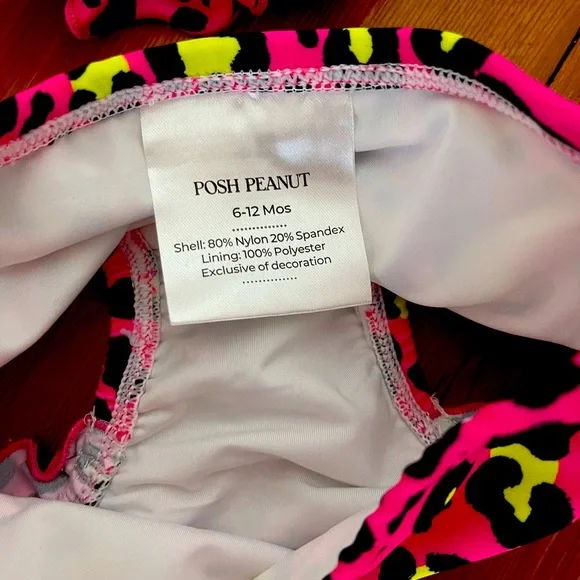 POSH PEANUT
6-12 Mos
Shell: 80% Nylon 20% Spandex
Lining: 100% Polyester
Exclusive of decoration